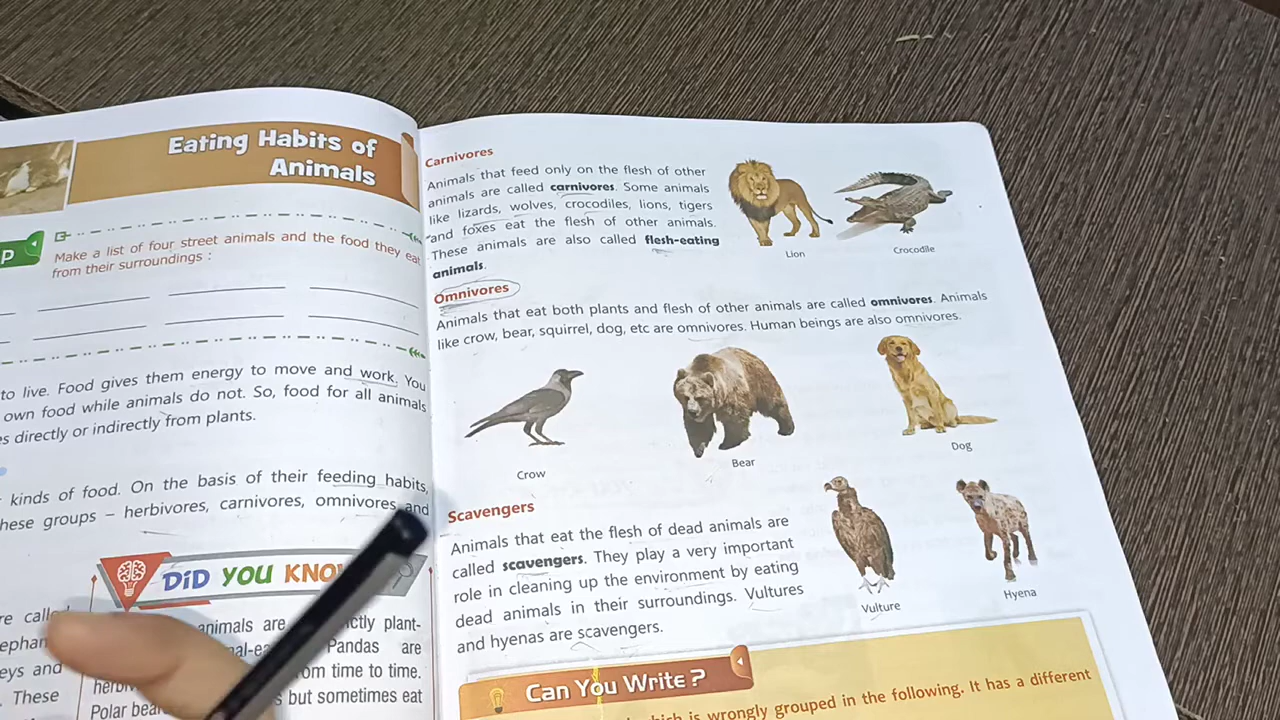 Eating Habits of
Animals
P
Make a list of four street animals and the food they eat
from their surroundings :
to live. Food gives them energy to move and work. You
own food while animals do not. So, food for all animals
directly or indirectly from plants.
kinds of food. On the basis of their feeding habits,
these groups – herbivores, carnivores, omnivores and
DiD YOU
animals are
plant-
Pandas are
from time to time.
but sometimes eat
Polar
eys and
These
Carnivores
Animals that feed only on the flesh of other
animals are called carnivores. Some animals
like lizards, wolves, crocodiles, lions, tigers
and foxes eat the flesh of other animals.
These animals are also called flesh-eating
animals.
Lion
Crocodile
Omnivores
Animals that eat both plants and flesh of other animals are called omnivores. Animals
like crow, bear, squirrel, dog, etc are omnivores. Human beings are also omnivores.
Crow
Bear
Dog
Scavengers
Animals that eat the flesh of dead animals are
called scavengers. They play a very important
role in cleaning up the environment by eating
dead animals in their surroundings. Vultures
and hyenas are scavengers.
Vulture
Hyena
Can You Write?
which is wrongly grouped in the following. It has a different